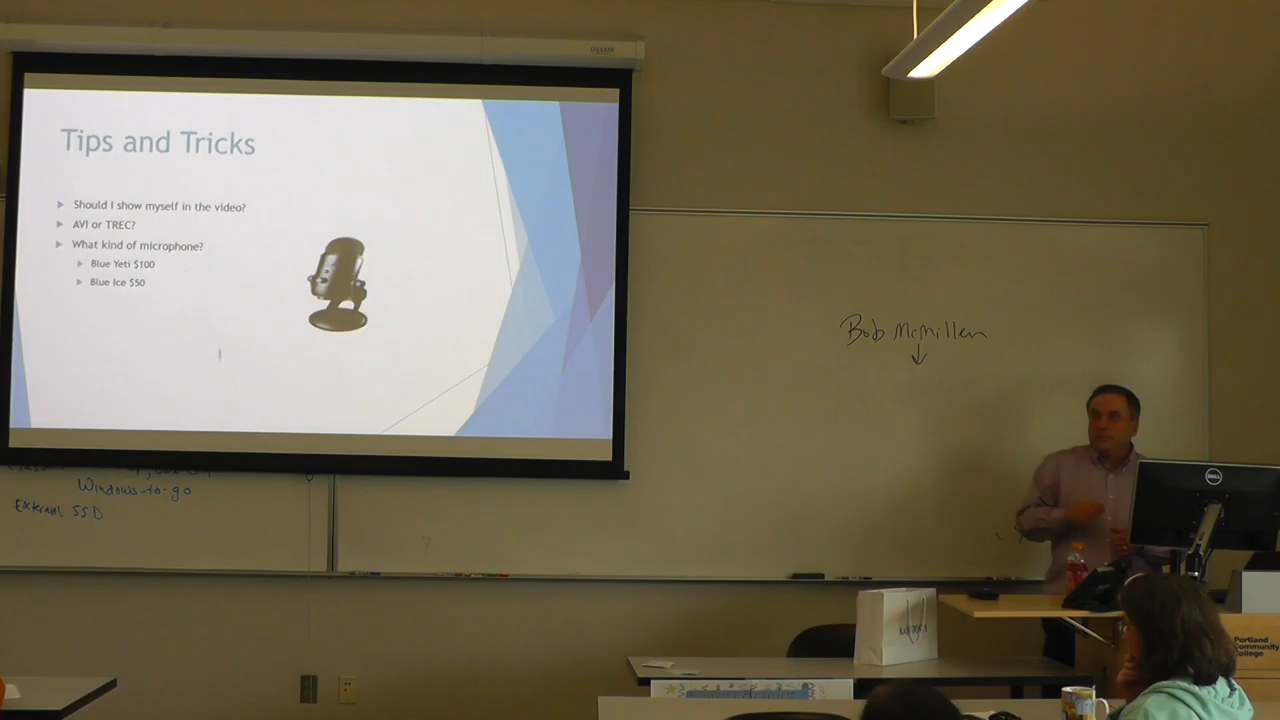 Tips and Tricks
Should I show myself in the video?
AVI or TREC?
What kind of microphone?
Blue Yeti $100
Blue Ice $50
Bob McMillen
Windows-to-go
External SSD
DELL
Portland
Community
College